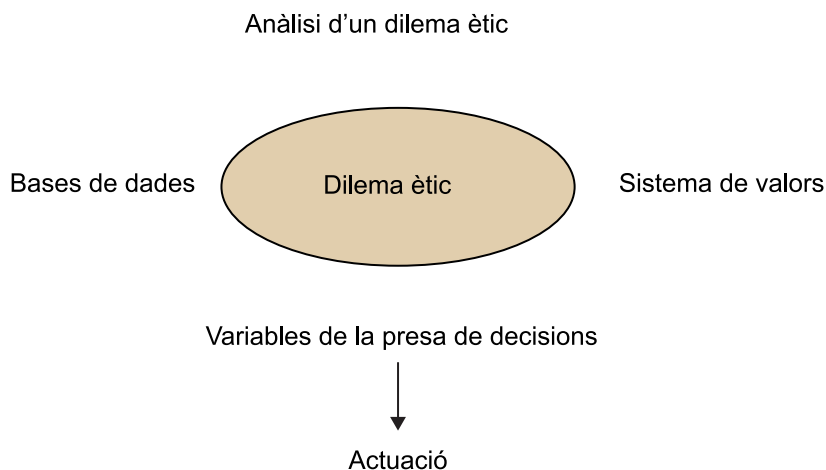 Anàlisi d’un dilema ètic
Bases de dades
Dilema ètic
Sistema de valors
Variables de la presa de decisions
Actuació